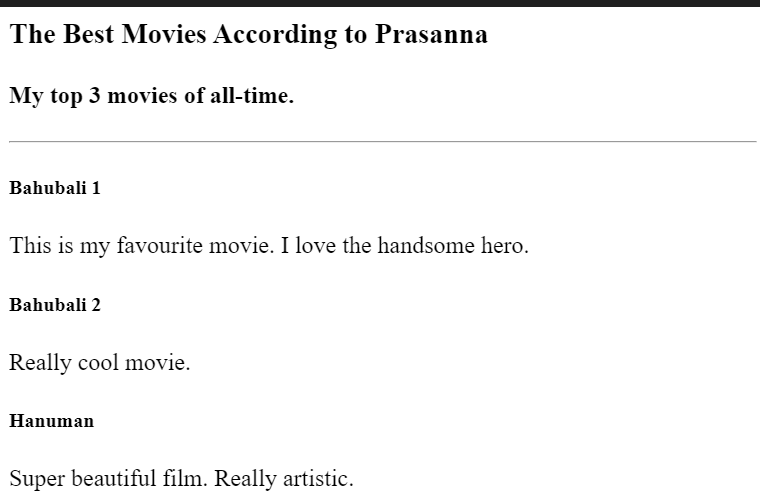 The Best Movies According to Prasanna
My top 3 movies of all-time.
Bahubali 1
This is my favourite movie. I love the handsome hero.
Bahubali 2
Really cool movie.
Hanuman
Super beautiful film. Really artistic.